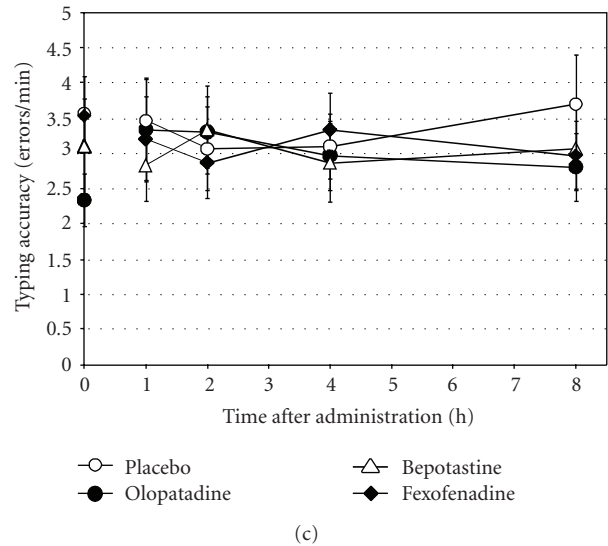 5
4.5
4
3.5
3
2.5
2
1.5
1
0.5
0
Typing accuracy (errors/min)
0 1 2 3 4 5 6 7 8
Time after administration (h)
Placebo Bepotastine
Olopatadine Fexofenadine
(c)